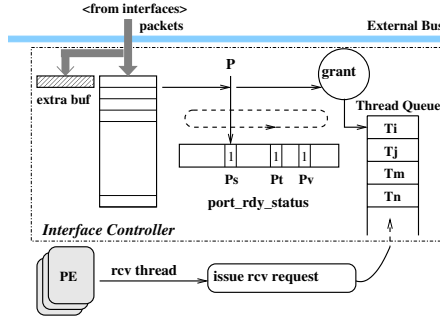 <from interfaces>
packets
External Bus
P
grant
extra buf
Thread Queue
Ti
1 1 1
Tj
Ps Pt Pv
Tm
port_rdy_status
Tn
Interface Controller
PE
rcv thread
issue rcv request